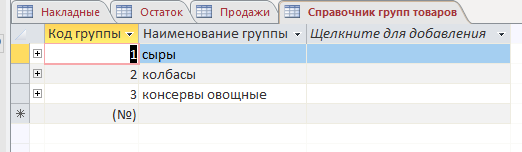 Накладные Остаток Продажи Справочник групп товаров
Код группы Наименование группы Щелкните для добавления
1 сыры
2 колбасы
3 консервы овощные
(№)